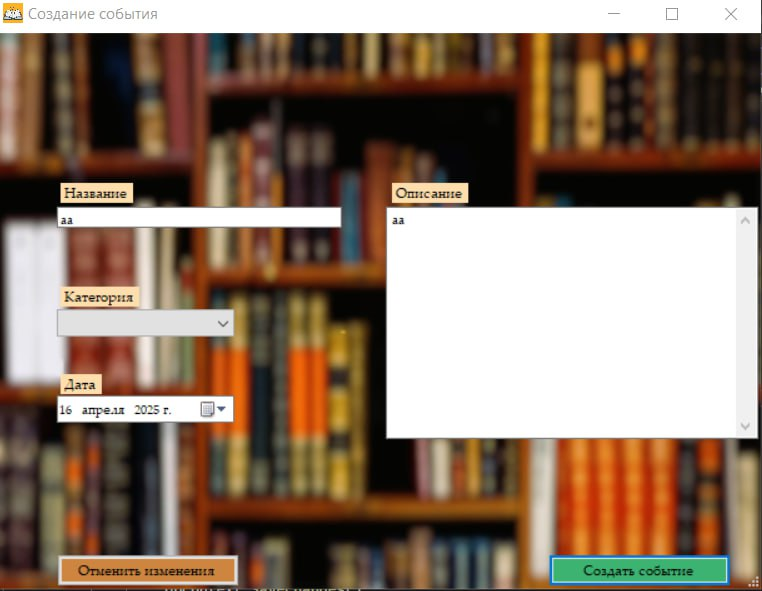 Создание события
Название
аа
Описание
аа
Категория
Дата
16 апреля 2025 г.
Отменить изменения
Создать событие